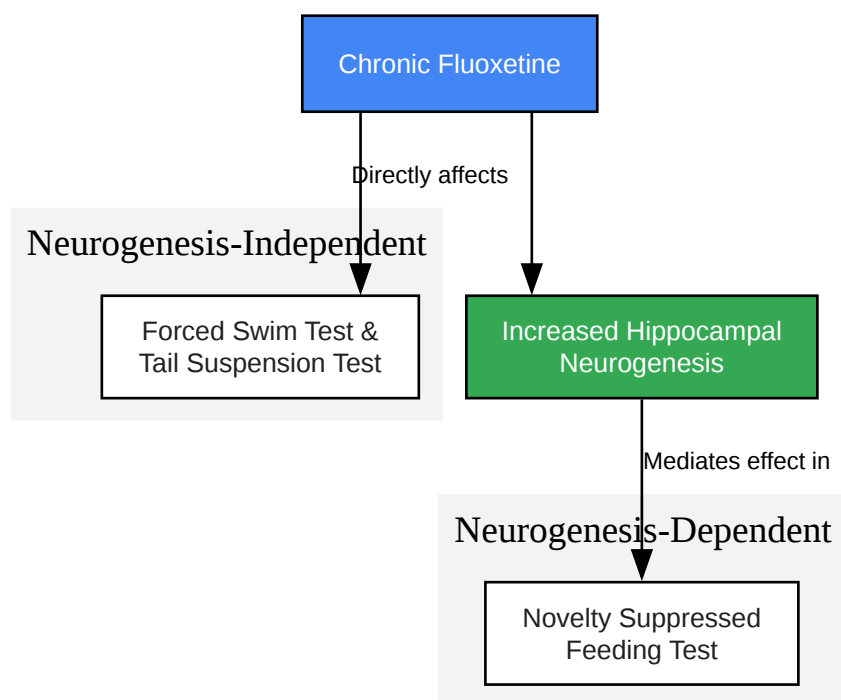 Chronic Fluoxetine
Directly affects
Neurogenesis-Independent
Forced Swim Test &
Tail Suspension Test
Increased Hippocampal
Neurogenesis
Mediates effect in
Neurogenesis-Dependent
Novelty Suppressed
Feeding Test